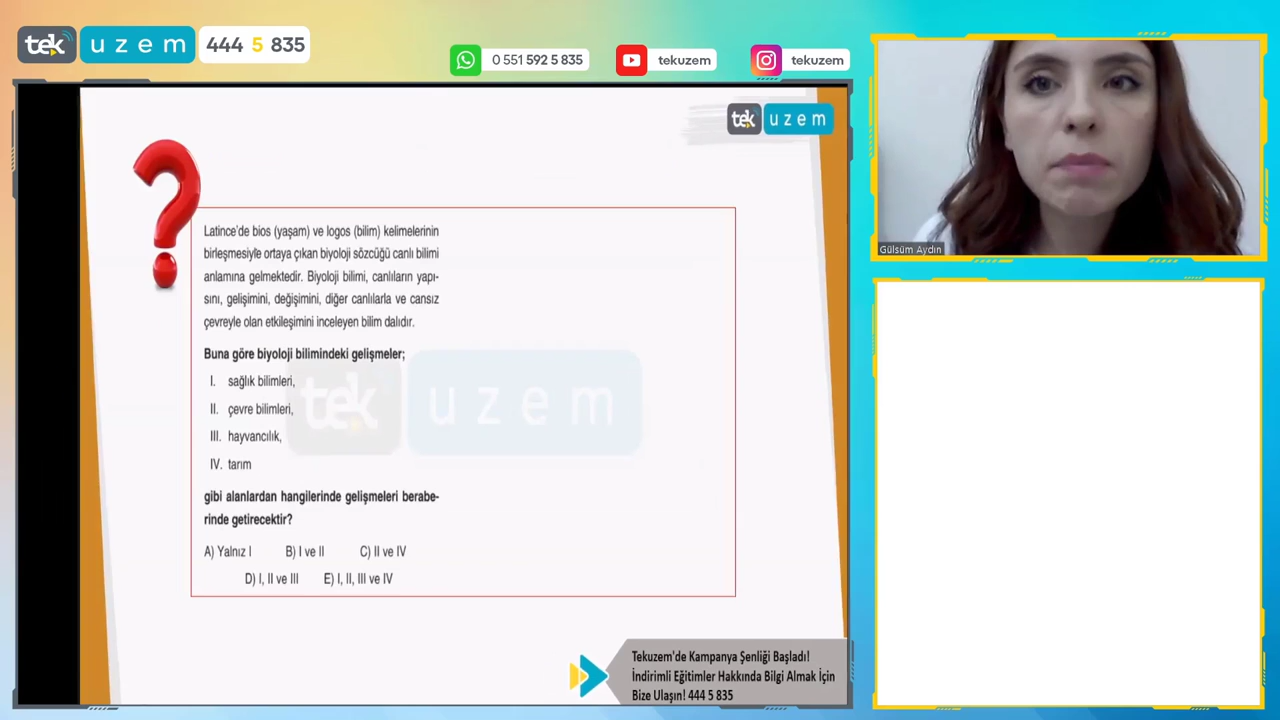 tek uzem 444 5 835
0 551 592 5 835
tekuzem
tekuzem
tek uzem
Latince'de bios (yaşam) ve logos (bilim) kelimelerinin
birleşmesiyle ortaya çıkan biyoloji sözcüğü canlı bilimi
anlamına gelmektedir. Biyoloji bilimi, canlıların yapı-
sını, gelişimini, değişimini, diğer canlılarla ve cansız
çevreyle olan etkileşimini inceleyen bilim dalıdır.
Buna göre biyoloji bilimindeki gelişmeler;
I. sağlık bilimleri,
II. çevre bilimleri,
III. hayvancılık,
IV. tarım
tek uzem
gibi alanlardan hangilerinde gelişmeleri berabe-
rinde getirecektir?
A) Yalnız I B) I ve II C) II ve IV
D) I, II ve III E) I, II, III ve IV
Tekuzem'de Kampanya Şenliği Başladı!
İndirimli Eğitimler Hakkında Bilgi Almak İçin
Bize Ulaşın! 444 5 835
Gülsüm Aydın